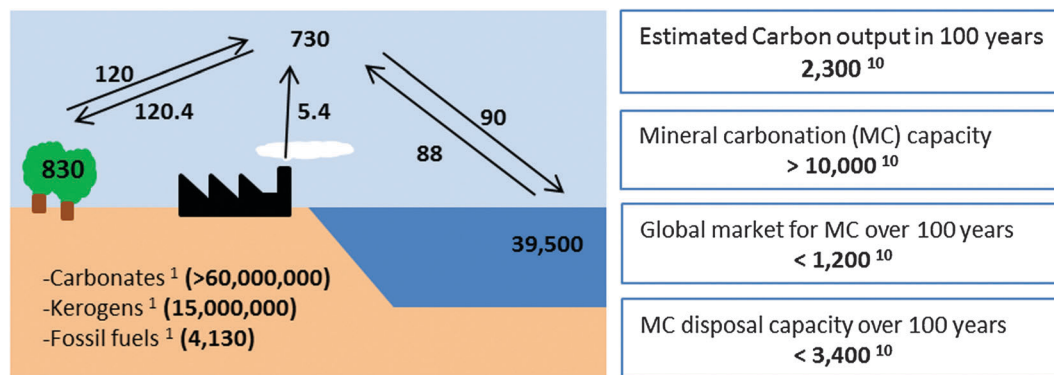 730
120
120.4
5.4
90
88
830
39,500
-Carbonates ¹ (>60,000,000)
-Kerogens ¹ (15,000,000)
-Fossil fuels ¹ (4,130)
Estimated Carbon output in 100 years
2,300 ¹⁰
Mineral carbonation (MC) capacity
> 10,000 ¹⁰
Global market for MC over 100 years
< 1,200 ¹⁰
MC disposal capacity over 100 years
< 3,400 ¹⁰